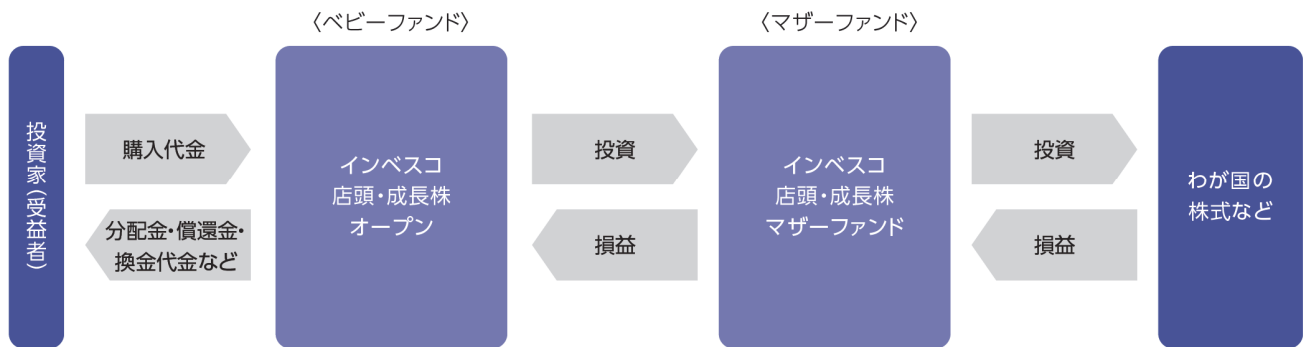 〈ベビーファンド〉
〈マザーファンド〉
投資家(受益者)
購入代金
分配金・償還金・
換金代金など
インベスコ
店頭・成長株
オープン
投資
損益
インベスコ
店頭・成長株
マザーファンド
投資
損益
わが国の
株式など